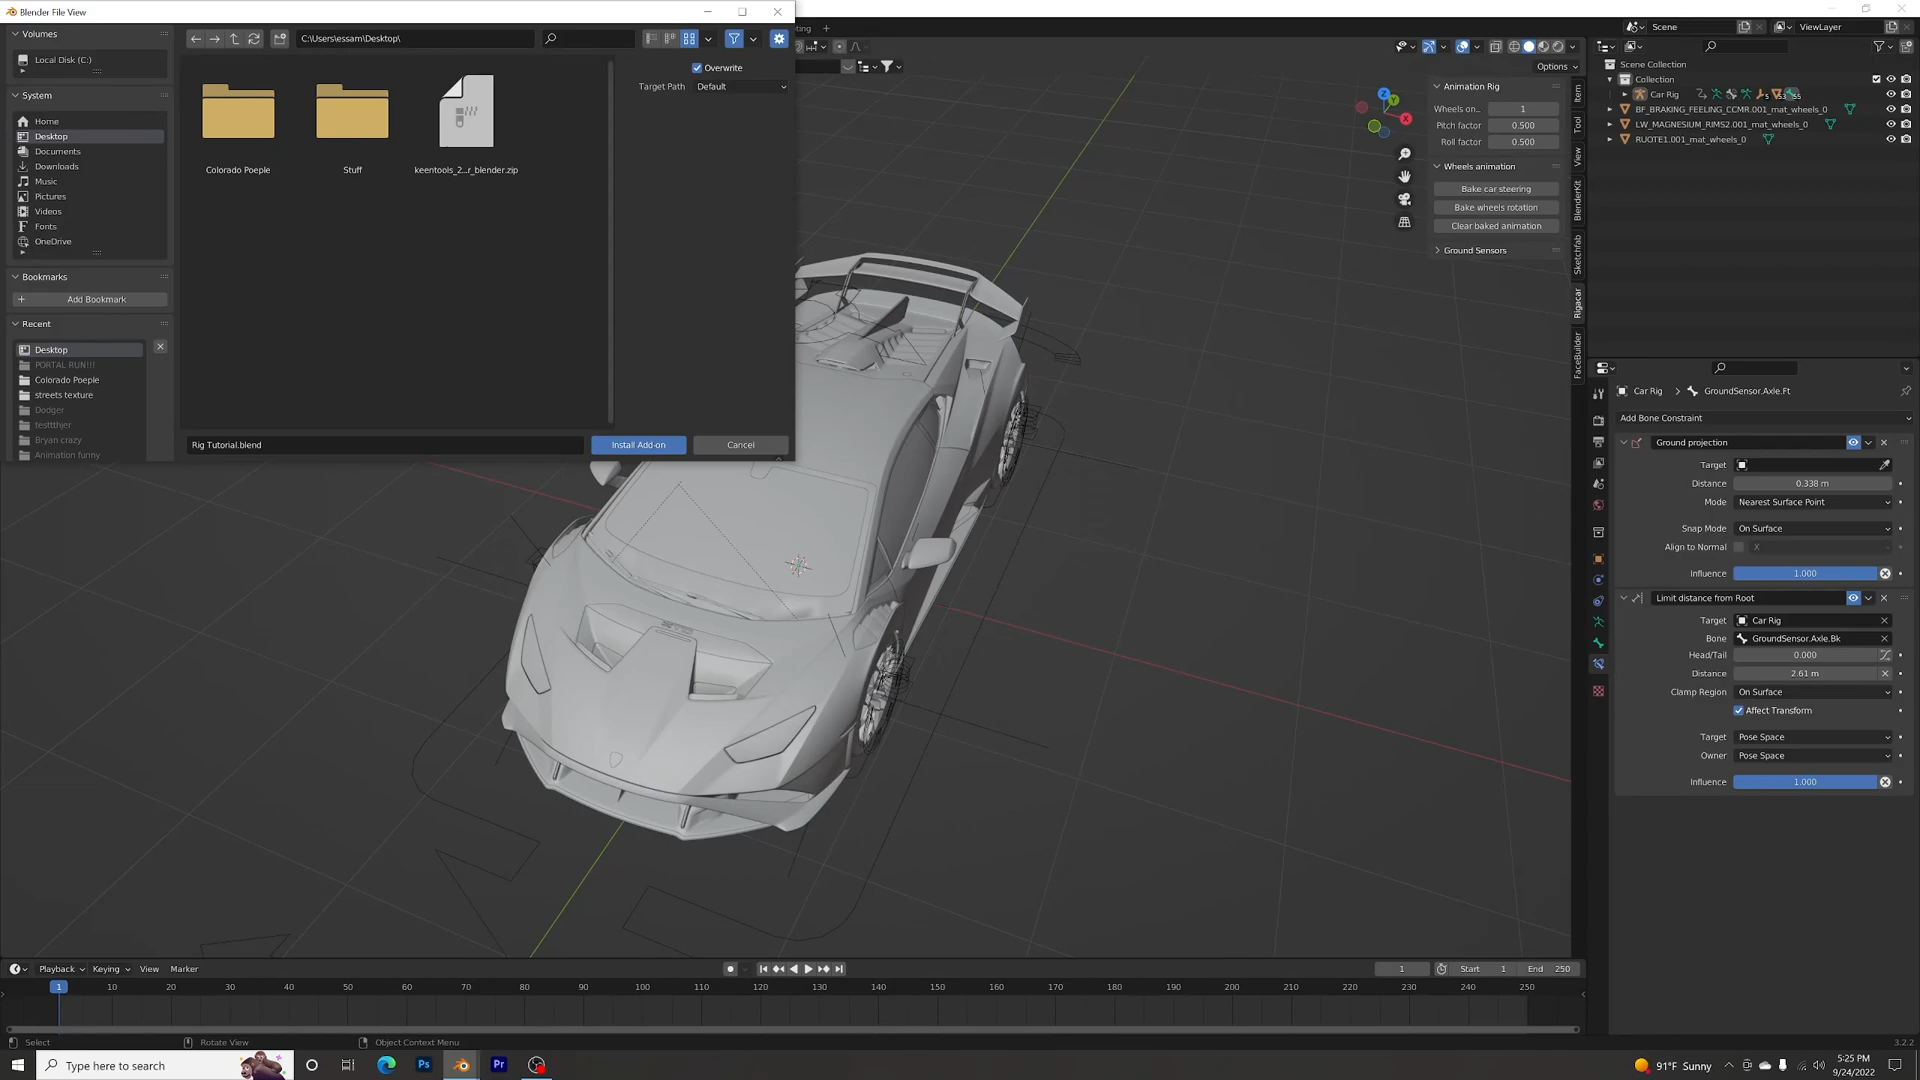 Blender File View
Volumes
Local Disk (C:)
System
Home
Desktop
Documents
Downloads
Music
Pictures
Videos
Fonts
OneDrive
Bookmarks
Add Bookmark
Recent
Desktop
PORTAL RUN!!!
Colorado Poeple
streets texture
Dodger
testtthjer
Bryan crazy
Animation funny
C:\Users\essam\Desktop\
Colorado Poeple
Stuff
keentools_2...r_blender.zip
Overwrite
Target Path
Default
Rig Tutorial.blend
Install Add-on
Cancel
Options
Animation Rig
Wheels on...
1
Pitch factor
0.500
Roll factor
0.500
Wheels animation
Bake car steering
Bake wheels rotation
Clear baked animation
Ground Sensors
Item
Tool
View
BlenderKit
Sketchfab
Rigacar
FaceBuilder
Z
Y
X
Scene
ViewLayer
Scene Collection
Collection
Car Rig
BF_BRAKING_FEELING_CCMR.001_mat_wheels_0
LW_MAGNESIUM_RIMS2.001_mat_wheels_0
RUOTE1.001_mat_wheels_0
Car Rig
GroundSensor.Axle.Ft
Add Bone Constraint
Ground projection
Target
Distance
0.338 m
Mode
Nearest Surface Point
Snap Mode
On Surface
Align to Normal
X
Influence
1.000
Limit distance from Root
Target
Car Rig
Bone
GroundSensor.Axle.Bk
Head/Tail
0.000
Distance
2.61 m
Clamp Region
On Surface
Affect Transform
Target
Pose Space
Owner
Pose Space
Influence
1.000
Playback
Keying
View
Marker
1
Start
1
End
250
1
10
20
30
40
50
60
70
80
90
100
110
120
130
140
150
160
170
180
190
200
210
220
230
240
250
Select
Rotate View
Object Context Menu
3.2.2
Type here to search
Ps
Pr
91°F Sunny
5:25 PM
9/24/2022